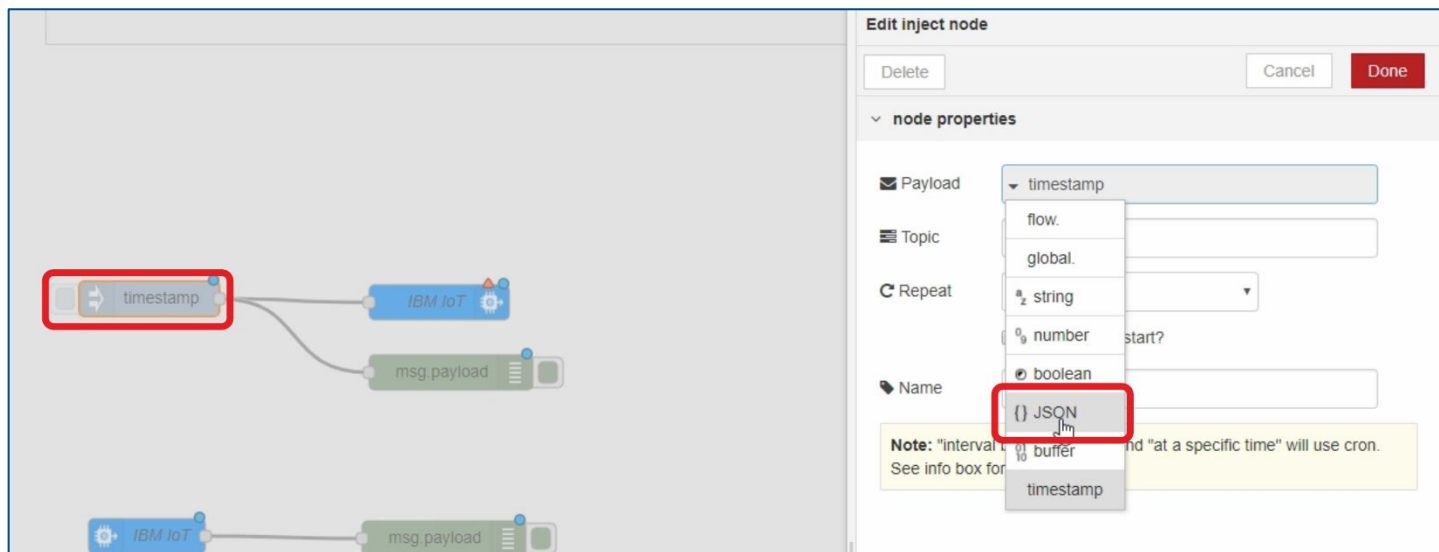 Edit inject node
Delete
Cancel
Done
node properties
Payload
timestamp
flow.
Topic
global.
Repeat
string
number
start?
boolean
Name
{} JSON
Note: "interval
nd "at a specific time" will use cron.
buffer
See info box for
timestamp
timestamp
IBM IoT
msg.payload
IBM IoT
msg.payload